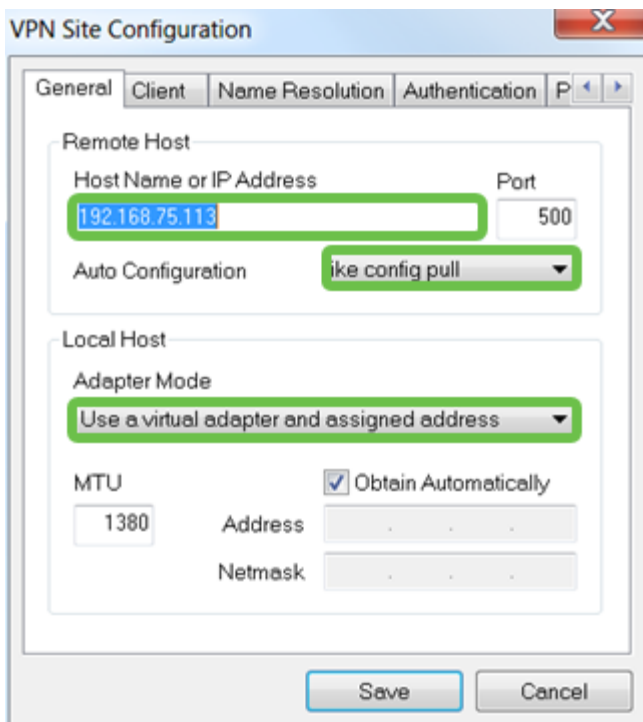 VPN Site Configuration
General Client Name Resolution Authentication P
Remote Host
Host Name or IP Address Port
192.168.75.113 500
Auto Configuration ike config pull
Local Host
Adapter Mode
Use a virtual adapter and assigned address
MTU Obtain Automatically
1380 Address . . .
Netmask . . .
Save Cancel